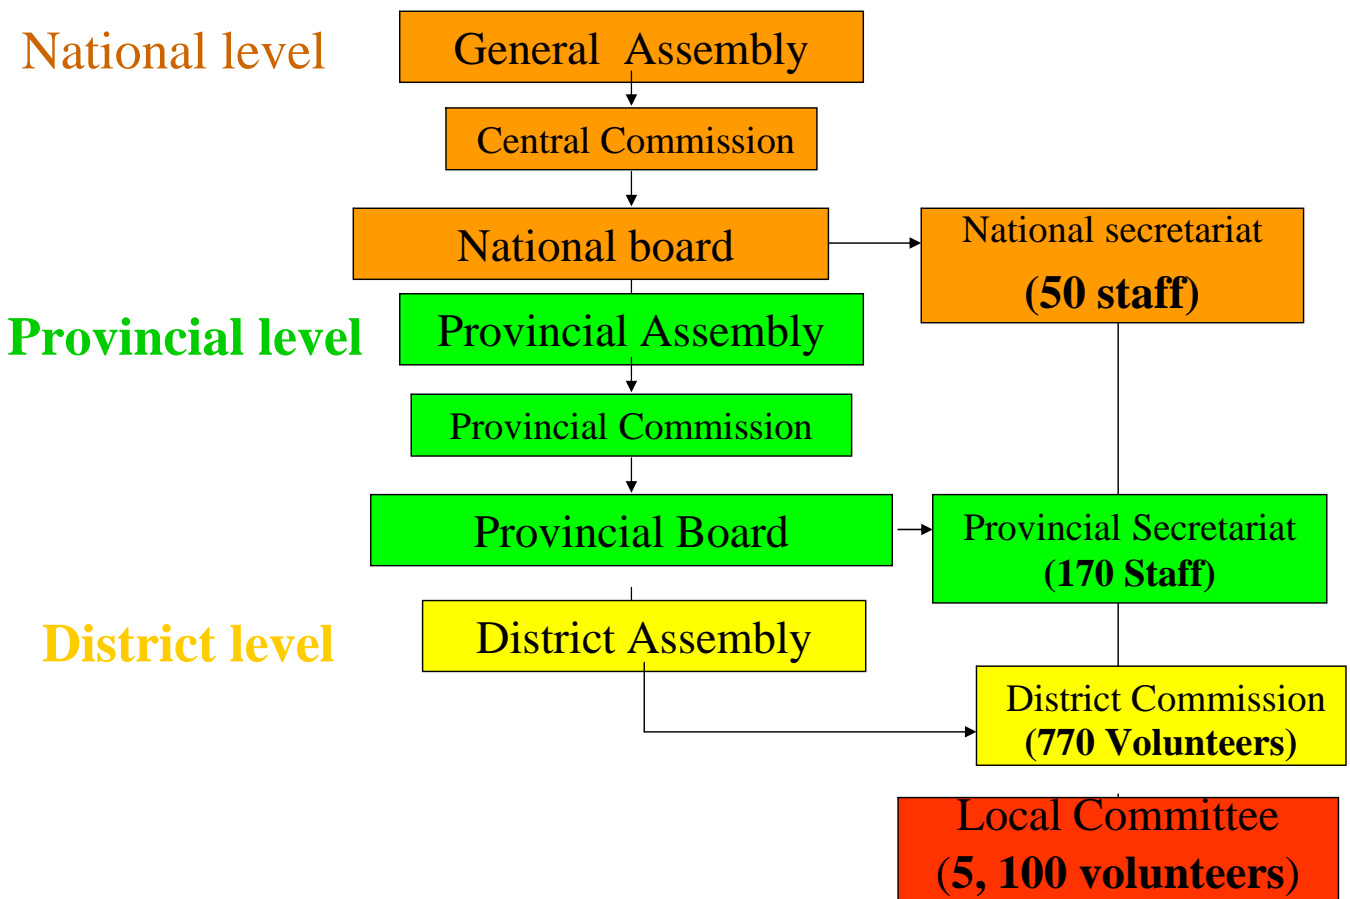 National level
General Assembly
Central Commission
National board
National secretariat
(50 staff)
Provincial level
Provincial Assembly
Provincial Commission
Provincial Board
Provincial Secretariat
(170 Staff)
District level
District Assembly
District Commission
(770 Volunteers)
Local Committee
(5, 100 volunteers)